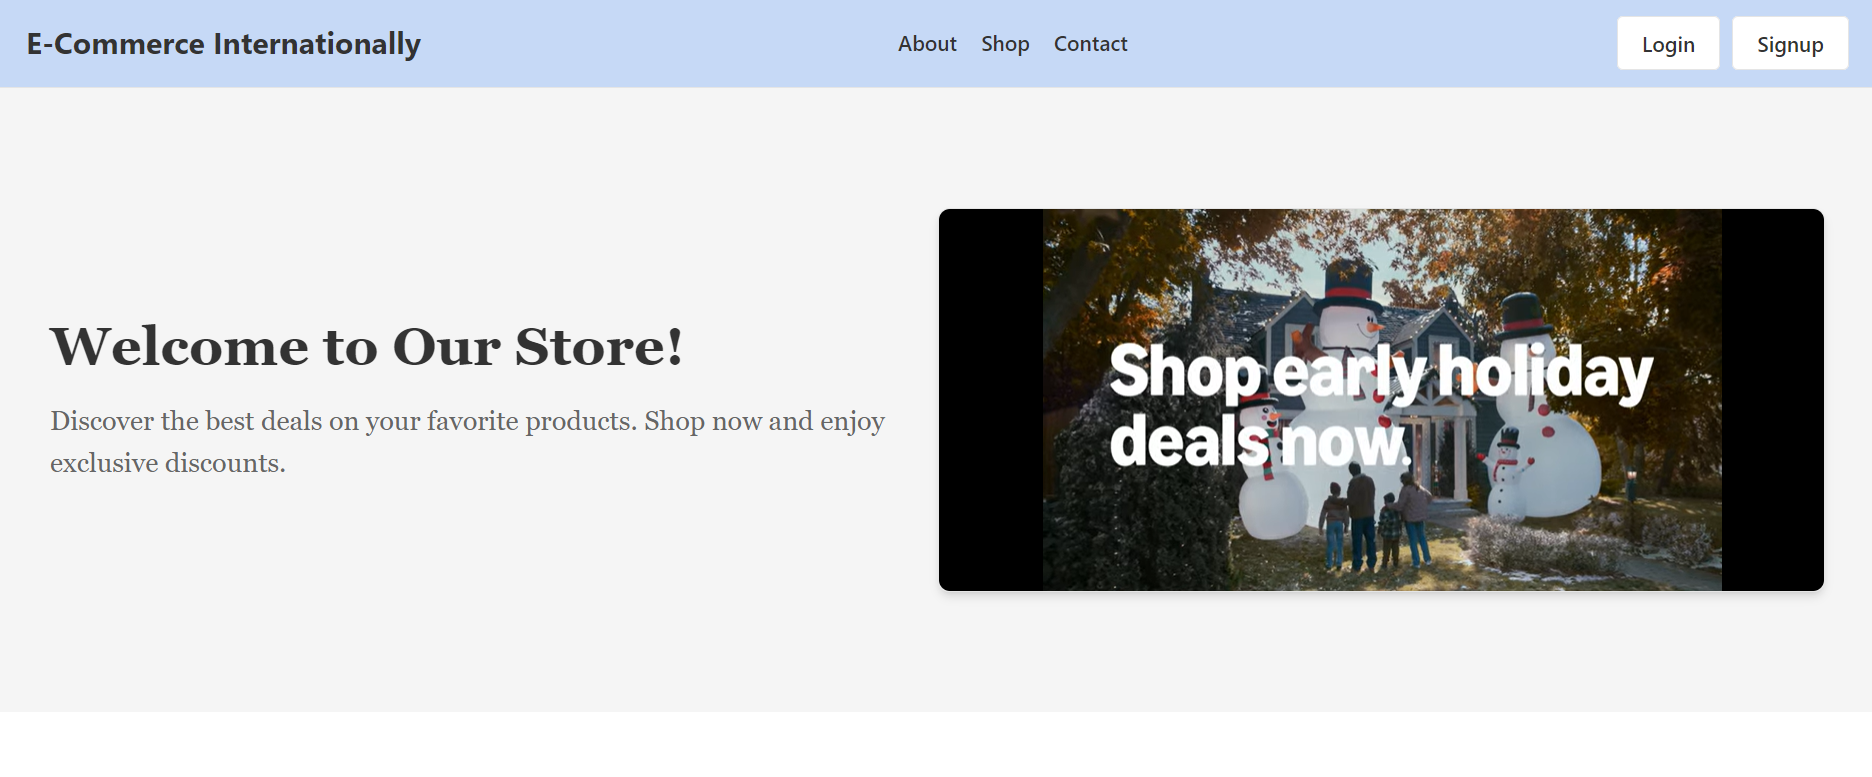 E-Commerce Internationally
About Shop Contact
Login Signup
Welcome to Our Store!
Discover the best deals on your favorite products. Shop now and enjoy
exclusive discounts.
Shop early holiday
deals now.